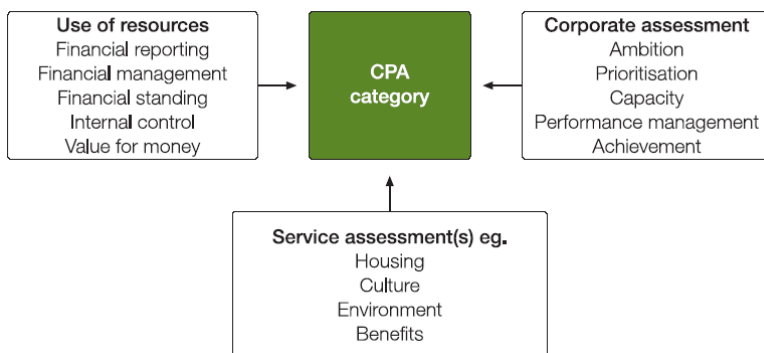 Use of resources
Financial reporting
Financial management
Financial standing
Internal control
Value for money
CPA
category
Corporate assessment
Ambition
Prioritisation
Capacity
Performance management
Achievement
Service assessment(s) eg.
Housing
Culture
Environment
Benefits